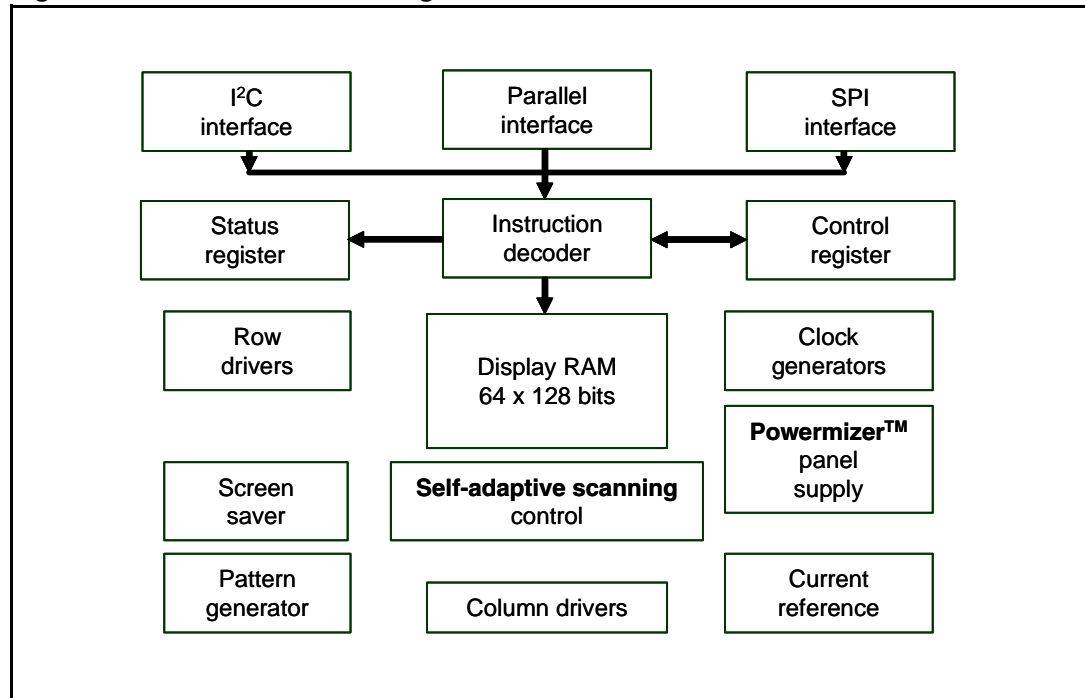 I²C
interface
Parallel
interface
SPI
interface
Status
register
Instruction
decoder
Control
register
Row
drivers
Display RAM
64 x 128 bits
Clock
generators
Powermizer™
panel
supply
Screen
saver
Self-adaptive scanning
control
Pattern
generator
Column drivers
Current
reference